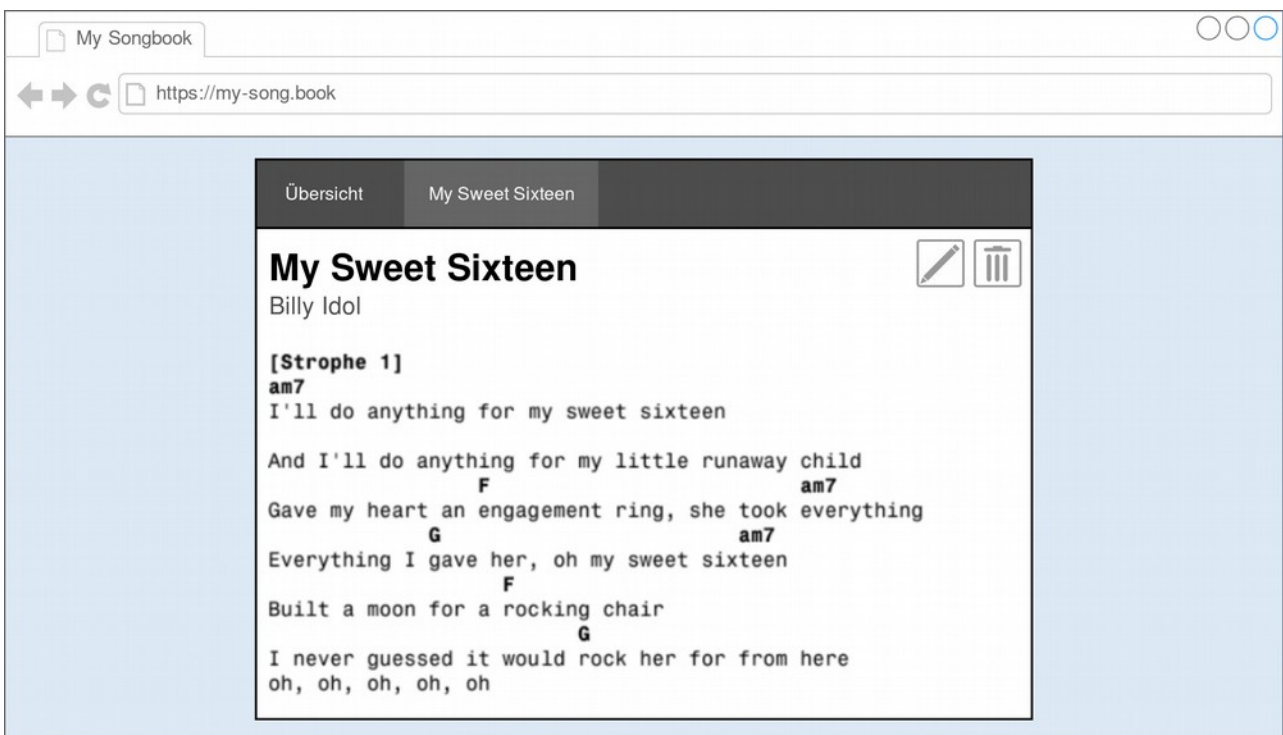 My Songbook
https://my-song.book
Übersicht My Sweet Sixteen
My Sweet Sixteen
Billy Idol
[Strophe 1]
am7
I'll do anything for my sweet sixteen
And I'll do anything for my little runaway child
F am7
Gave my heart an engagement ring, she took everything
G am7
Everything I gave her, oh my sweet sixteen
F
Built a moon for a rocking chair
G
I never guessed it would rock her for from here
oh, oh, oh, oh, oh